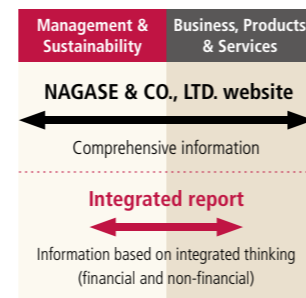 Management &
Sustainability
Business, Products
& Services
NAGASE & CO., LTD. website
Comprehensive information
Integrated report
Information based on integrated thinking
(financial and non-financial)